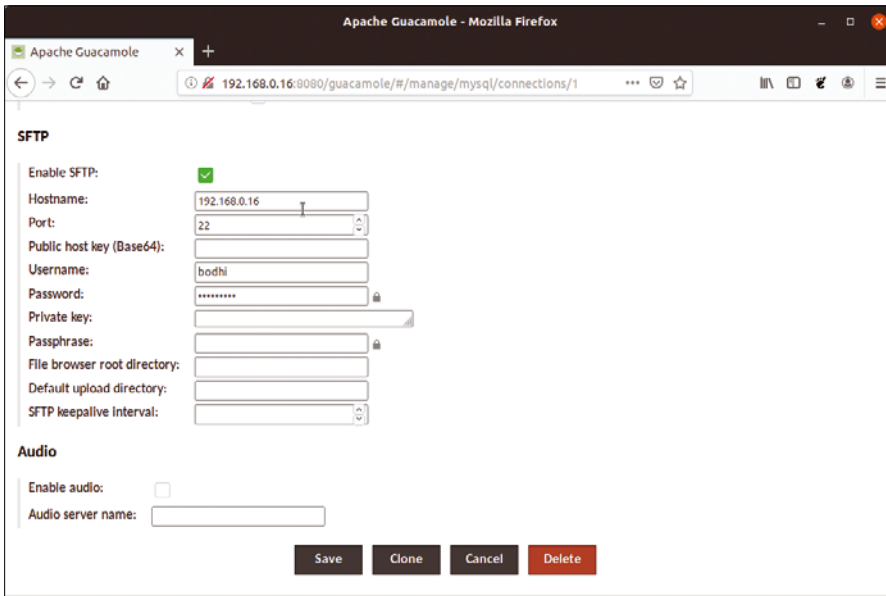 Apache Guacamole - Mozilla Firefox
Apache Guacamole
192.168.0.16:8080/guacamole/#/manage/mysql/connections/1
SFTP
Enable SFTP:
Hostname: 192.168.0.16
Port: 22
Public host key (Base64):
Username: bodhi
Password: •••••••••
Private key:
Passphrase:
File browser root directory:
Default upload directory:
SFTP keepalive interval:
Audio
Enable audio:
Audio server name:
Save Clone Cancel Delete